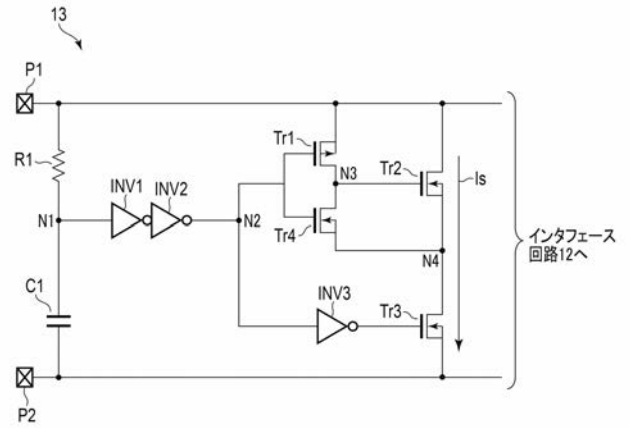 13
P1
R1
INV1
INV2
N1
N2
C1
Tr1
N3
Tr2
Is
Tr4
N4
INV3
Tr3
P2
インタフェース
回路12へ